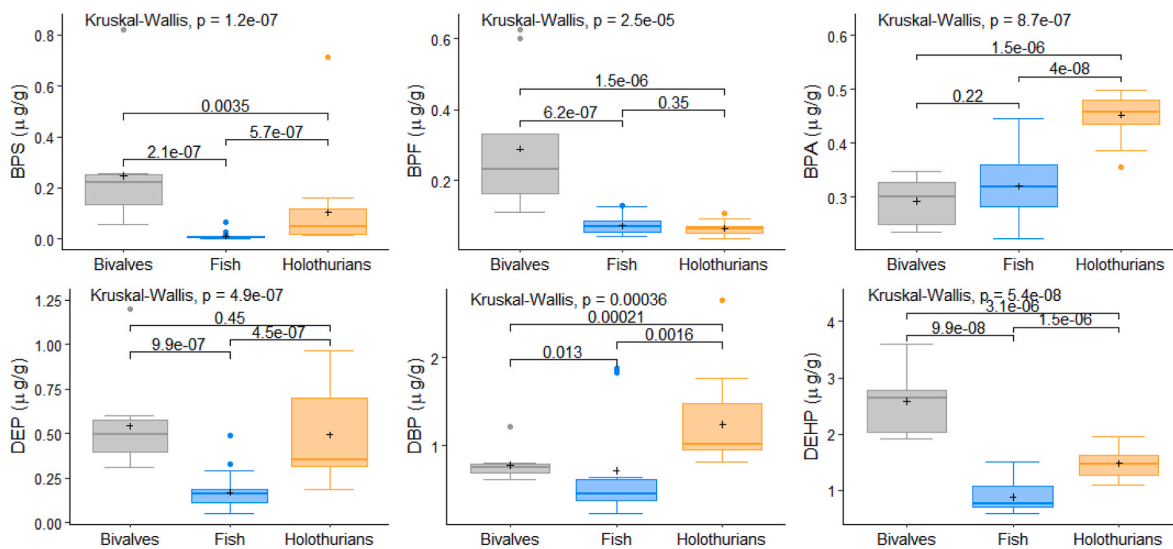 Kruskal-Wallis, p = 1.2e-07
0.8
0.6
0.4
0.2
0.0
BPS (μ g/g)
0.0035
5.7e-07
2.1e-07
Bivalves Fish Holothurians
Kruskal-Wallis, p = 2.5e-05
0.6
0.4
0.2
BPF (μ g/g)
1.5e-06
0.35
6.2e-07
Bivalves Fish Holothurians
Kruskal-Wallis, p = 8.7e-07
0.6
0.5
0.4
0.3
BPA (μ g/g)
1.5e-06
4e-08
0.22
Bivalves Fish Holothurians
Kruskal-Wallis, p = 4.9e-07
1.25
1.00
0.75
0.50
0.25
0.00
DEP (μ g/g)
0.45
4.5e-07
9.9e-07
Bivalves Fish Holothurians
Kruskal-Wallis, p = 0.00036
2
1
DBP (μ g/g)
0.00021
0.0016
0.013
Bivalves Fish Holothurians
Kruskal-Wallis, p = 5.4e-08
4
3
2
1
DEHP (μ g/g)
3.1e-06
1.5e-06
9.9e-08
Bivalves Fish Holothurians